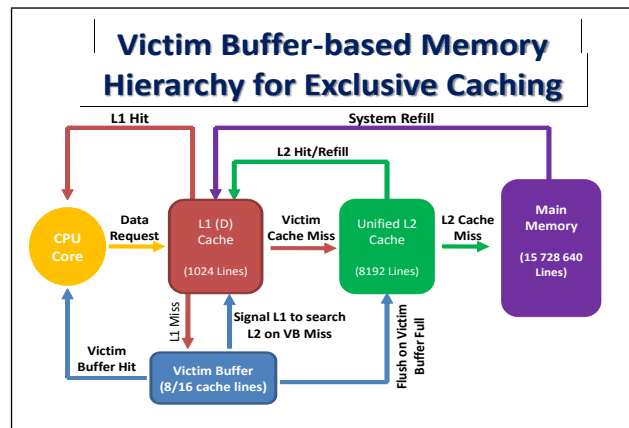 Victim Buffer-based Memory
Hierarchy for Exclusive Caching
L1 Hit
System Refill
L2 Hit/Refill
CPU
Core
Data
Request
L1 (D)
Cache
(1024 Lines)
Victim
Cache Miss
Unified L2
Cache
(8192 Lines)
L2 Cache
Miss
Main
Memory
(15 728 640
Lines)
L1 Miss
Signal L1 to search
L2 on VB Miss
Flush on Victim
Buffer Full
Victim
Buffer Hit
Victim Buffer
(8/16 cache lines)